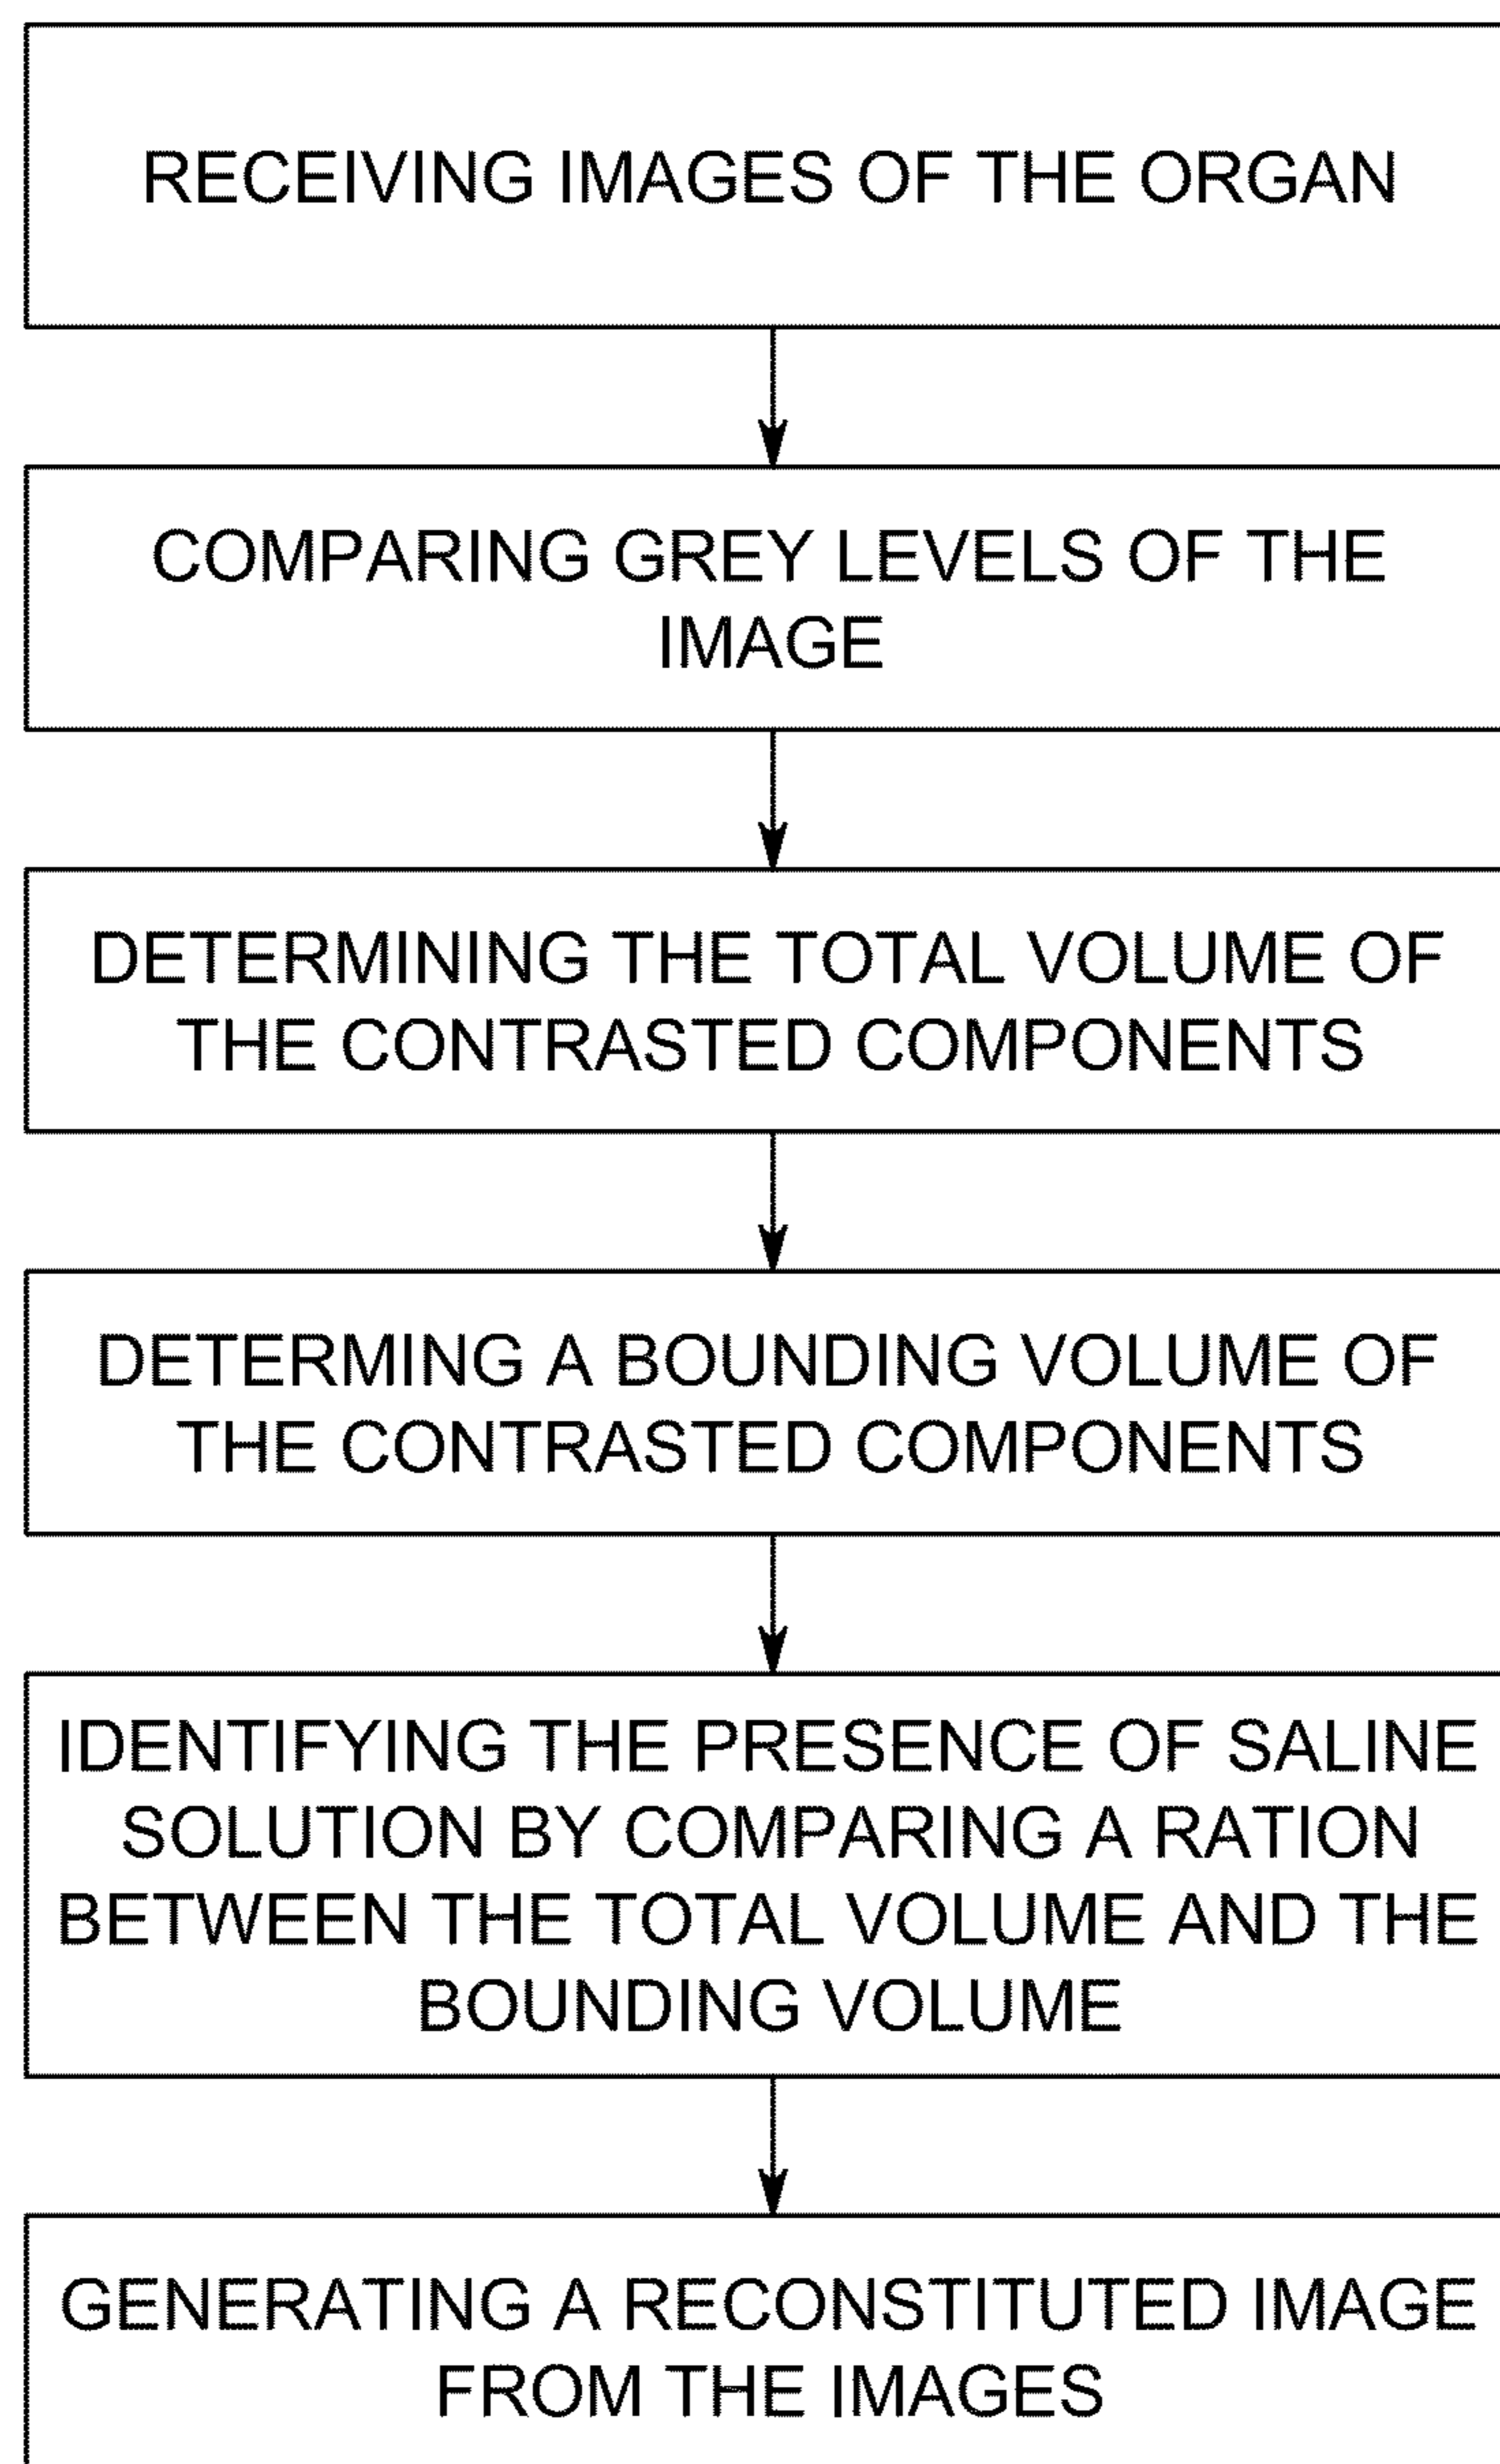 RECEIVING IMAGES OF THE ORGAN
COMPARING GREY LEVELS OF THE
IMAGE
DETERMINING THE TOTAL VOLUME OF
THE CONTRASTED COMPONENTS
DETERMING A BOUNDING VOLUME OF
THE CONTRASTED COMPONENTS
IDENTIFYING THE PRESENCE OF SALINE
SOLUTION BY COMPARING A RATION
BETWEEN THE TOTAL VOLUME AND THE
BOUNDING VOLUME
GENERATING A RECONSTITUTED IMAGE
FROM THE IMAGES